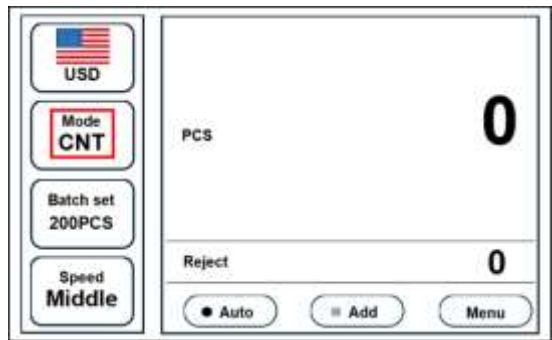 USD
Mode
CNT
Batch set
200PCS
Speed
Middle
PCS
0
Reject
0
Auto
Add
Menu